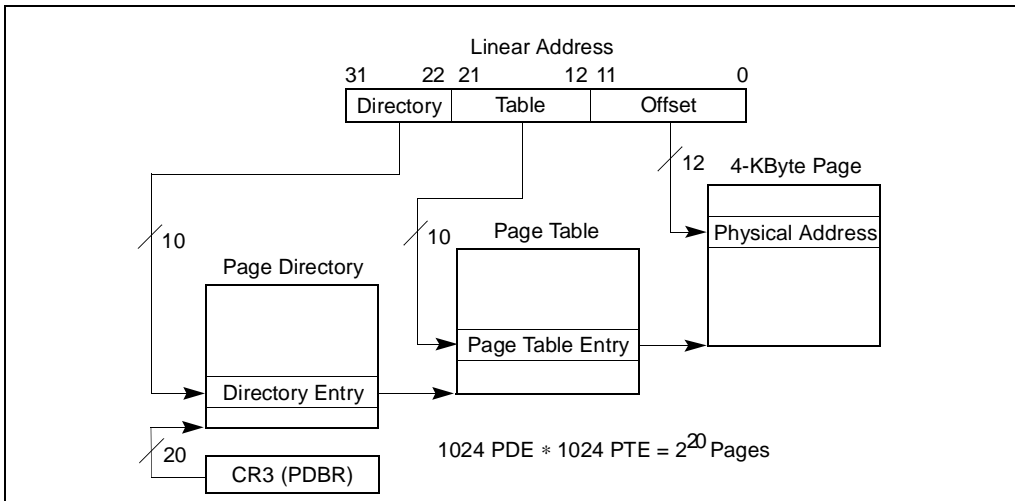 Linear Address
31 22 21 12 11 0
Directory Table Offset
12
4-KByte Page
Physical Address
10
10
Page Table
Page Directory
Page Table Entry
Directory Entry
20
1024 PDE ∗ 1024 PTE = 2^20 Pages
CR3 (PDBR)